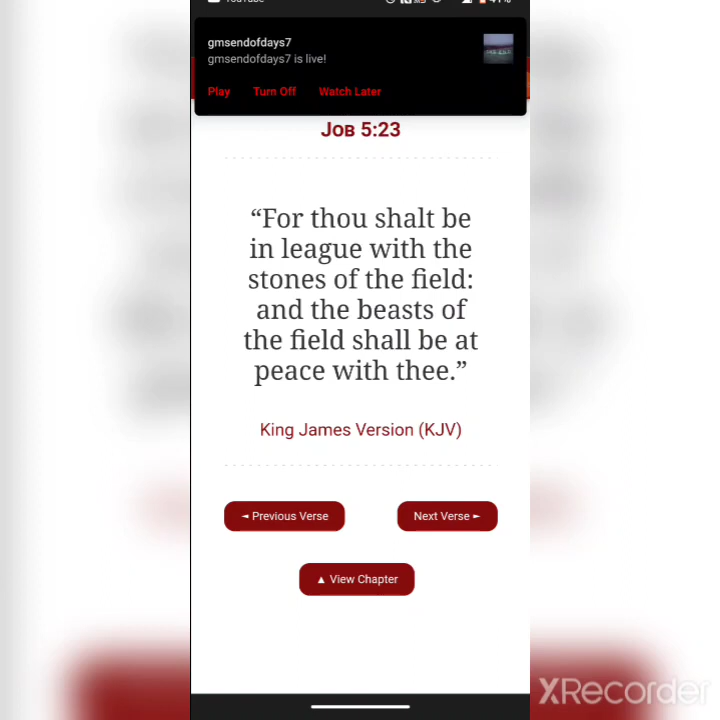 YouTube
gmsendofdays7
gmsendofdays7 is live!
Play Turn Off Watch Later
JOB 5:23
“For thou shalt be
in league with the
stones of the field:
and the beasts of
the field shall be at
peace with thee.”
King James Version (KJV)
◄ Previous Verse Next Verse ►
▲ View Chapter
XRecorder